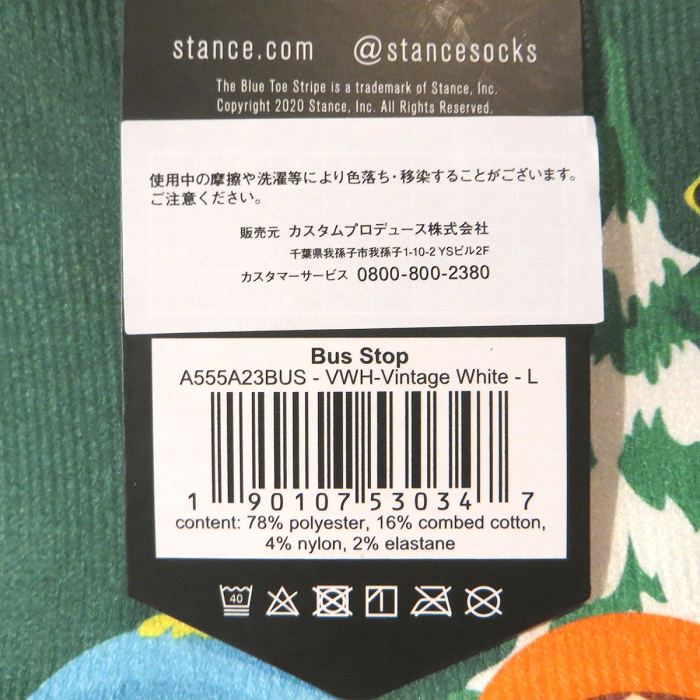 stance.com @stancesocks
The Blue Toe Stripe is a trademark of Stance, Inc.
Copyright 2020 Stance, Inc. All Rights Reserved.
使用中の摩擦や洗濯等により色落ち・移染することがございます。
ご注意ください。
販売元 カスタムプロデュース株式会社
千葉県我孫子市我孫子1-10-2 YSビル2F
カスタマーサービス 0800-800-2380
Bus Stop
A555A23BUS - VWH-Vintage White - L
1 90107 53034 7
content: 78% polyester, 16% combed cotton,
4% nylon, 2% elastane
40